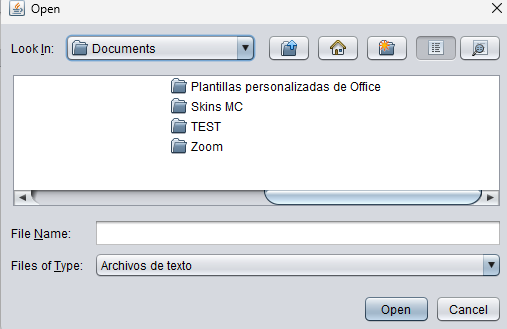 Open
Look In: Documents
Plantillas personalizadas de Office
Skins MC
TEST
Zoom
File Name:
Files of Type: Archivos de texto
Open Cancel